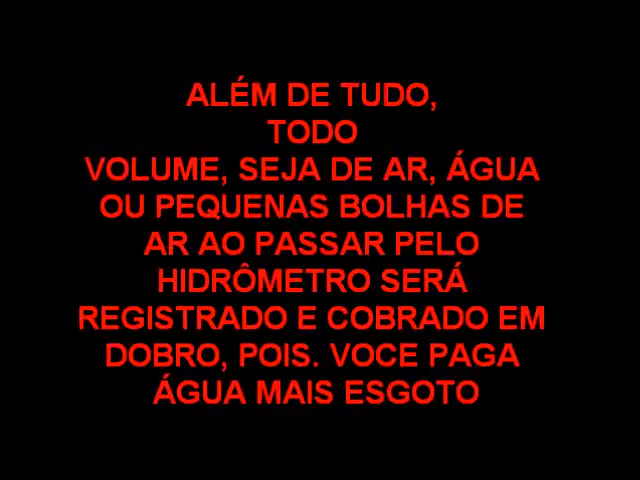 ALÉM DE TUDO,
TODO
VOLUME, SEJA DE AR, ÁGUA
OU PEQUENAS BOLHAS DE
AR AO PASSAR PELO
HIDRÔMETRO SERÁ
REGISTRADO E COBRADO EM
DOBRO, POIS. VOCE PAGA
ÁGUA MAIS ESGOTO